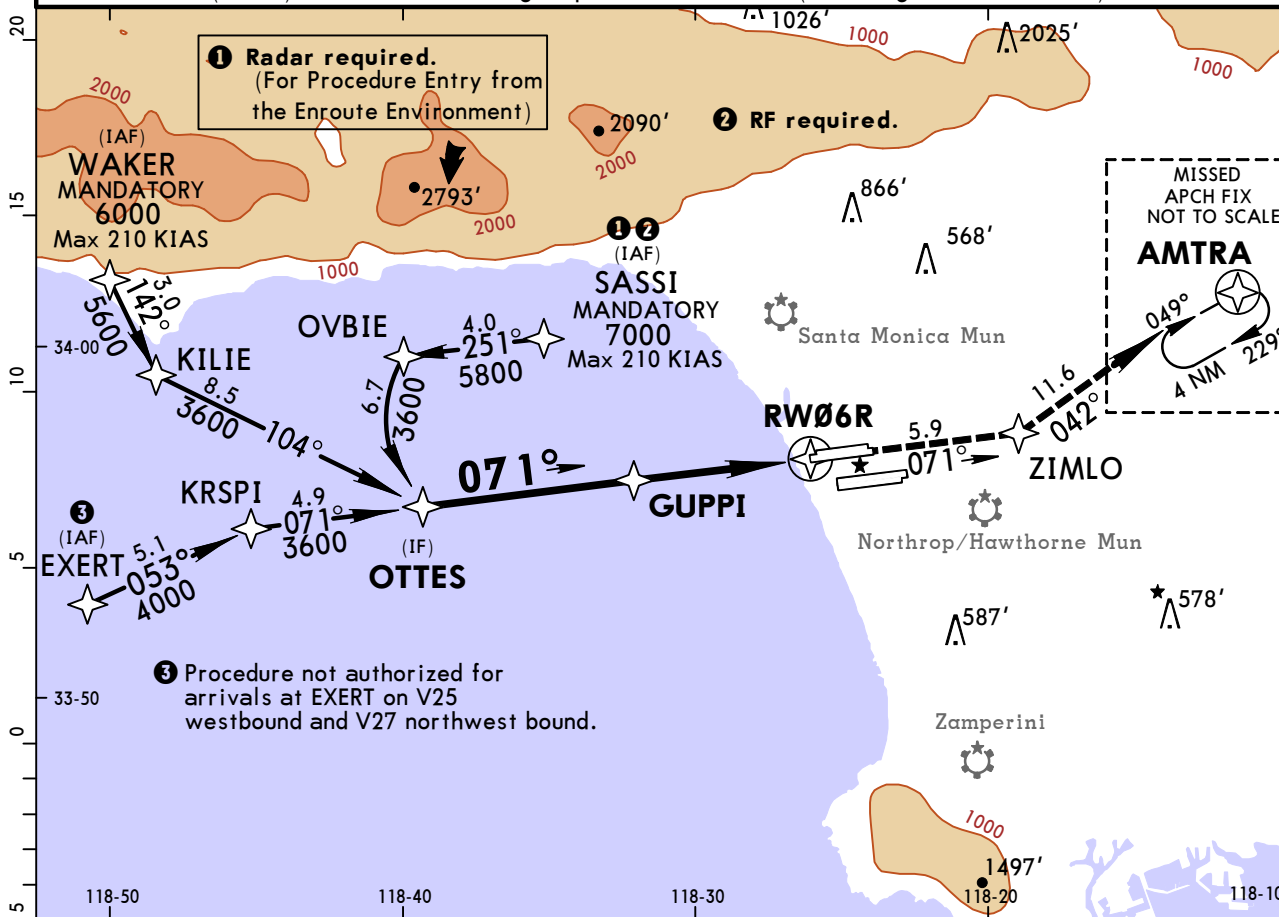 20
❶ Radar required.
(For Procedure Entry from
the Enroute Environment)
1026'
1000
2025'
1000
2000
❷ RF required.
2090'
2000
(IAF)
WAKER
MANDATORY
6000
Max 210 KIAS
2793'
2000
1000
15
866'
568'
MISSED
APCH FIX
NOT TO SCALE
AMTRA
049°
229°
4 NM
❶❷
(IAF)
SASSI
MANDATORY
7000
Max 210 KIAS
3.0
142°
5600
OVBIE
4.0
251°
5800
Santa Monica Mun
34-00
KILIE
8.5
3600
104°
6.7
3600
10
11.6
042°
RWØ6R
5.9
071°
ZIMLO
071°
GUPPI
KRSPI
4.9
071°
3600
(IF)
OTTES
❸
(IAF)
EXERT
5.1
053°
4000
5
Northrop/Hawthorne Mun
587'
578'
❸ Procedure not authorized for
arrivals at EXERT on V25
westbound and V27 northwest bound.
33-50
Zamperini
0
1000
1497'
5
118-50
118-40
118-30
118-20
118-10